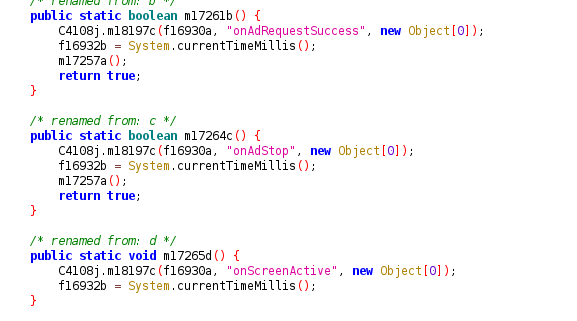 /* renamed from: b */
public static boolean m17261b() {
    C4108j.m18197c(f16930a, "onAdRequestSuccess", new Object[0]);
    f16932b = System.currentTimeMillis();
    m17257a();
    return true;
}
/* renamed from: c */
public static boolean m17264c() {
    C4108j.m18197c(f16930a, "onAdStop", new Object[0]);
    f16932b = System.currentTimeMillis();
    m17257a();
    return true;
}
/* renamed from: d */
public static void m17265d() {
    C4108j.m18197c(f16930a, "onScreenActive", new Object[0]);
    f16932b = System.currentTimeMillis();
}